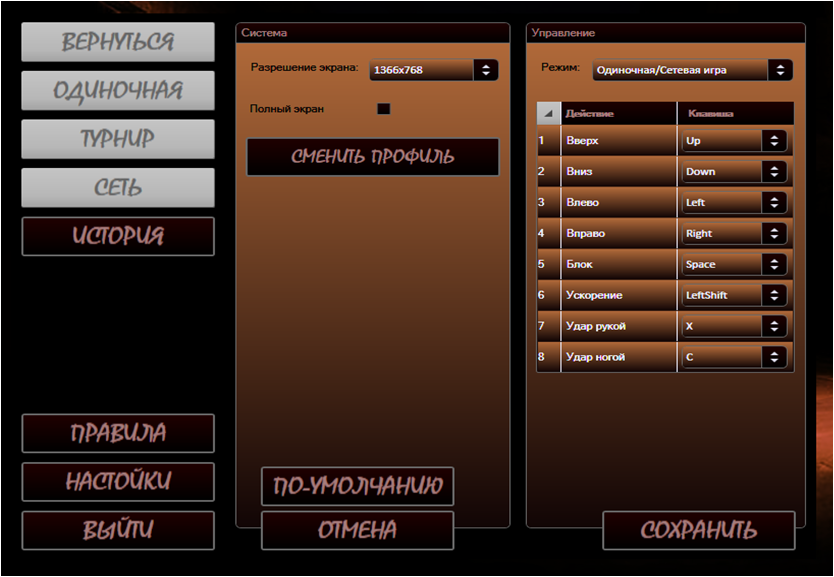 ВЕРНУТЬСЯ
ОДИНОЧНАЯ
ТУРНИР
СЕТЬ
ИСТОРИЯ
ПРАВИЛА
НАСТОЙКИ
ВЫЙТИ
Система
Разрешение экрана: 1366x768
Полный экран
СМЕНИТЬ ПРОФИЛЬ
ПО-УМОЛЧАНИЮ
ОТМЕНА
Управление
Режим: Одиночная/Сетевая игра
Действие Клавиша
1 Вверх Up
2 Вниз Down
3 Влево Left
4 Вправо Right
5 Блок Space
6 Ускорение LeftShift
7 Удар рукой X
8 Удар ногой C
СОХРАНИТЬ